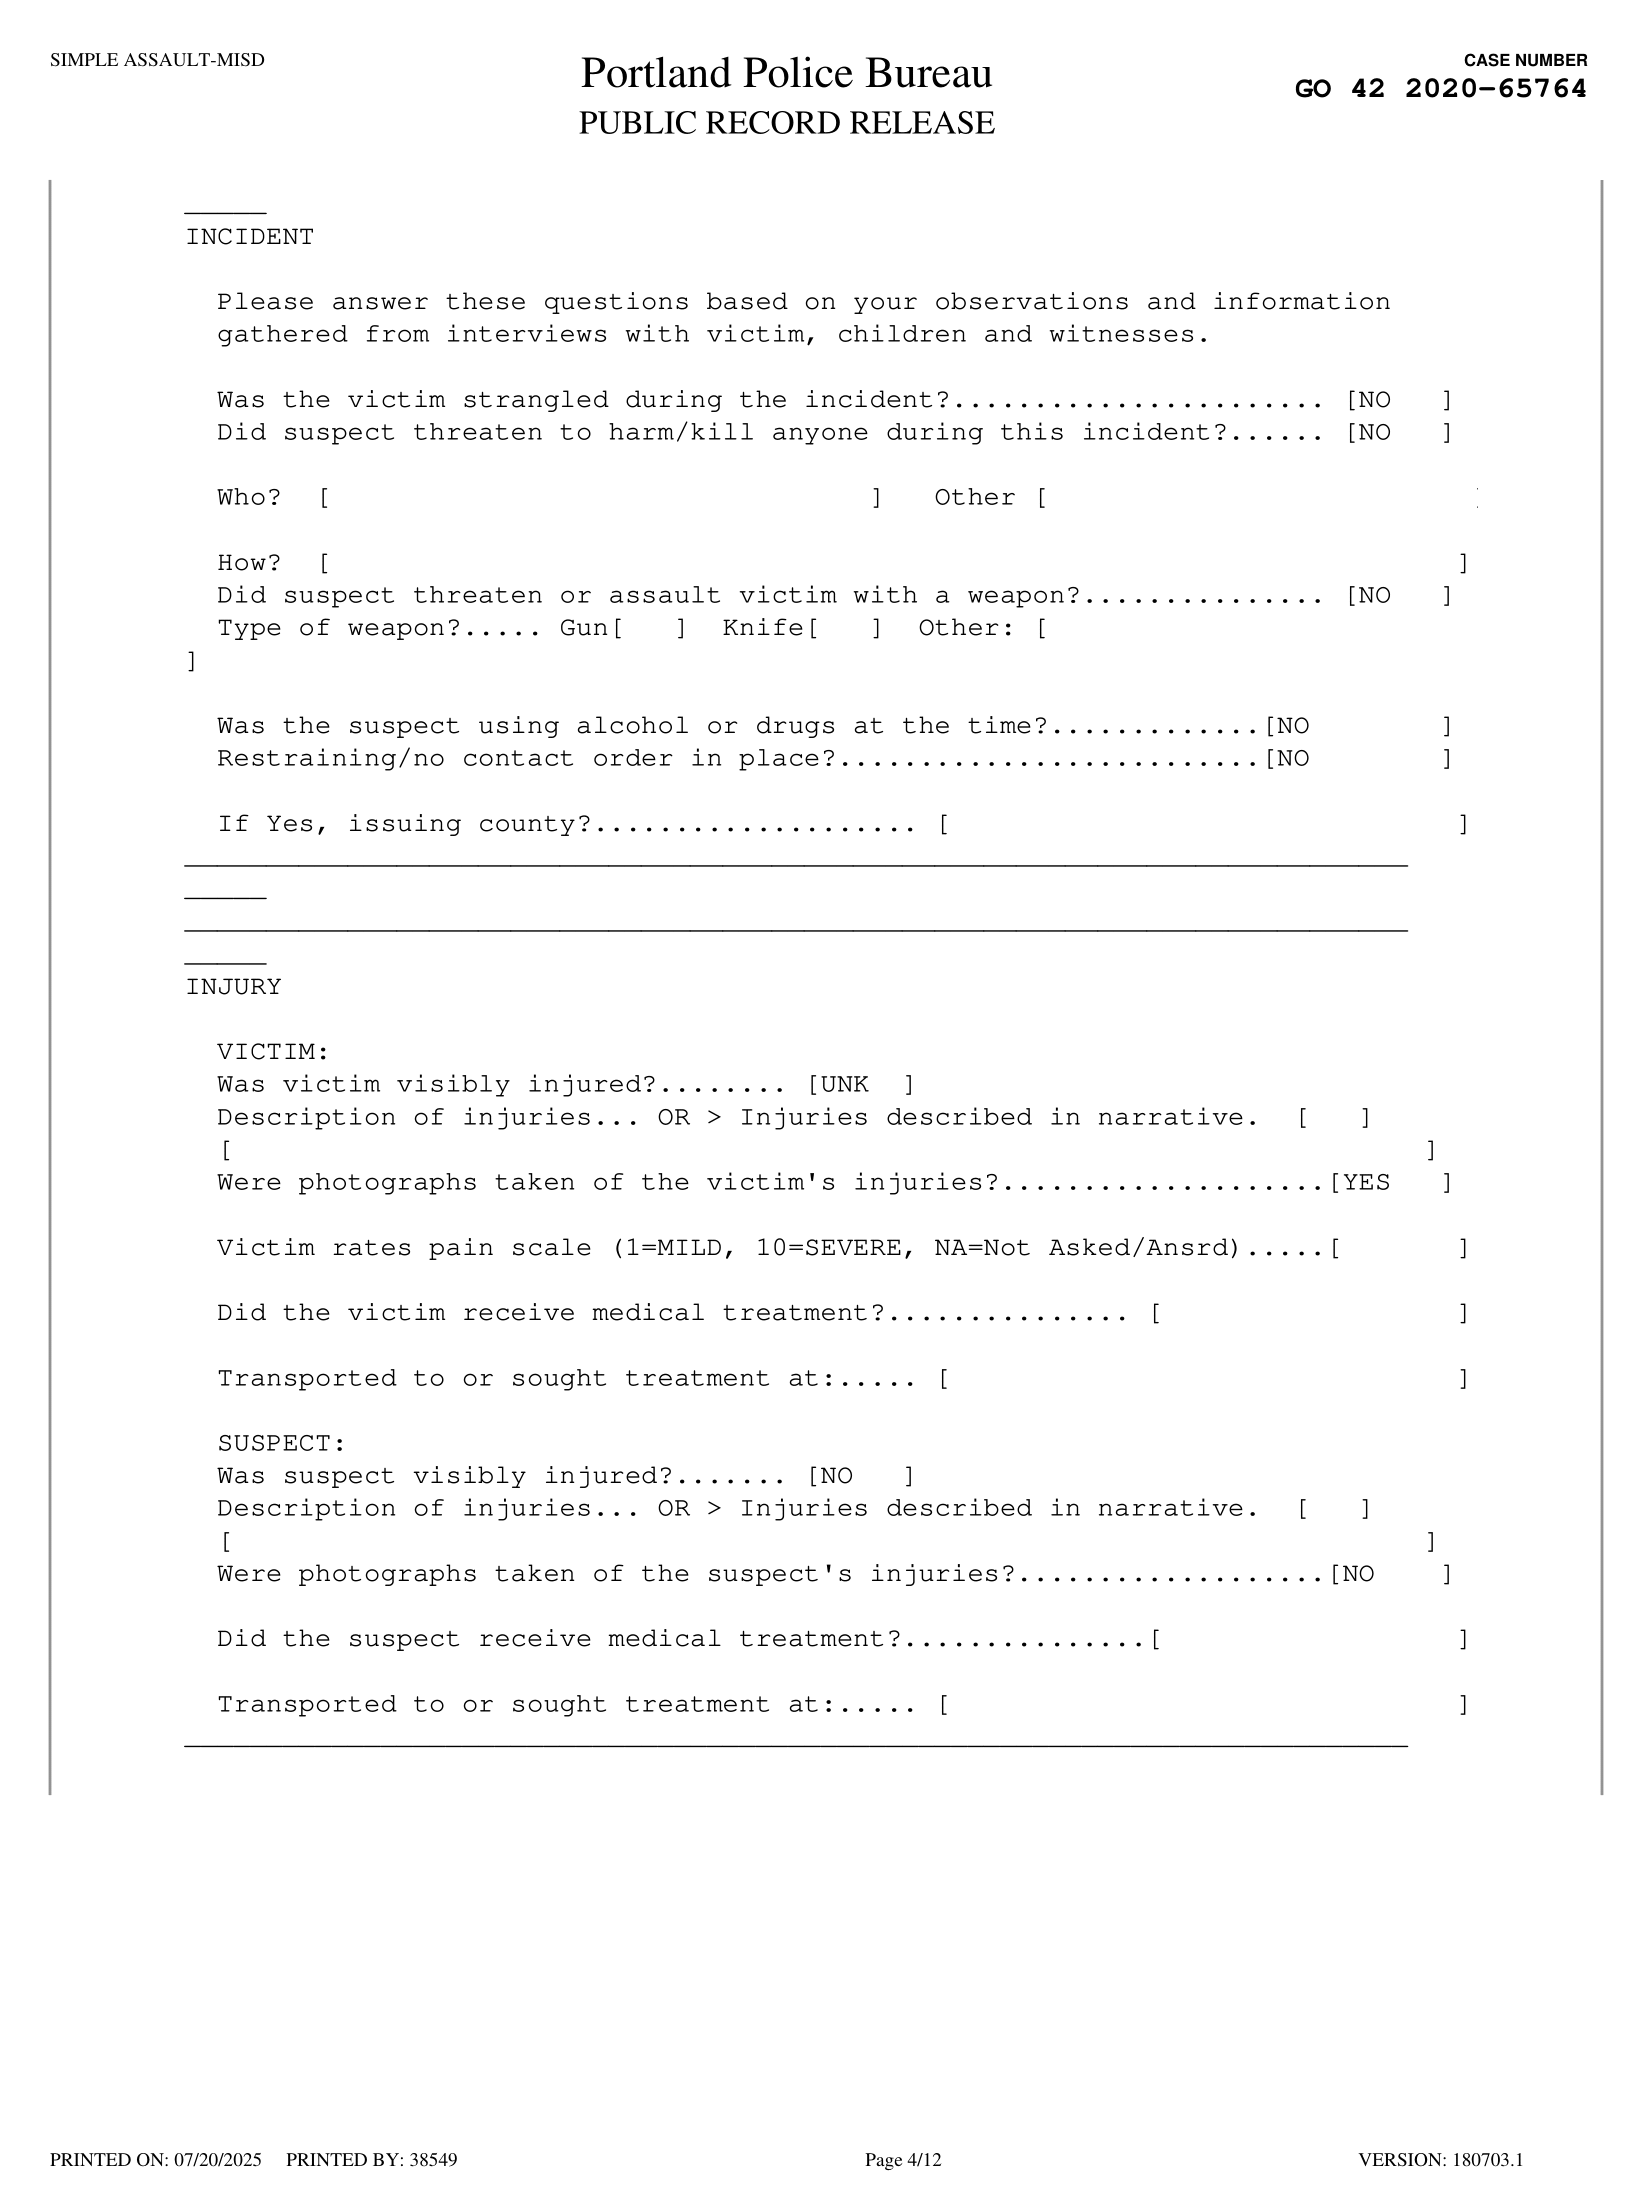 SIMPLE ASSAULT-MISD
Portland Police Bureau
PUBLIC RECORD RELEASE
CASE NUMBER
GO 42 2020-65764
_____
INCIDENT
Please answer these questions based on your observations and information
gathered from interviews with victim, children and witnesses.
Was the victim strangled during the incident?....................... [NO   ]
Did suspect threaten to harm/kill anyone during this incident?...... [NO   ]
Who?  [                                 ]   Other [                          ]
How?  [                                                                     ]
Did suspect threaten or assault victim with a weapon?............... [NO   ]
Type of weapon?..... Gun[   ]  Knife[   ]  Other: [
]
Was the suspect using alcohol or drugs at the time?.............[NO        ]
Restraining/no contact order in place?..........................[NO        ]
If Yes, issuing county?.................... [                               ]
___________________________________________________________________________
_____
___________________________________________________________________________
_____
INJURY
VICTIM:
Was victim visibly injured?........ [UNK  ]
Description of injuries... OR > Injuries described in narrative.  [   ]
[                                                                         ]
Were photographs taken of the victim's injuries?....................[YES   ]
Victim rates pain scale (1=MILD, 10=SEVERE, NA=Not Asked/Ansrd).....[       ]
Did the victim receive medical treatment?............... [                  ]
Transported to or sought treatment at:..... [                               ]
SUSPECT:
Was suspect visibly injured?....... [NO   ]
Description of injuries... OR > Injuries described in narrative.  [   ]
[                                                                         ]
Were photographs taken of the suspect's injuries?...................[NO    ]
Did the suspect receive medical treatment?...............[                  ]
Transported to or sought treatment at:..... [                               ]
___________________________________________________________________________
PRINTED ON: 07/20/2025 PRINTED BY: 38549
Page 4/12
VERSION: 180703.1